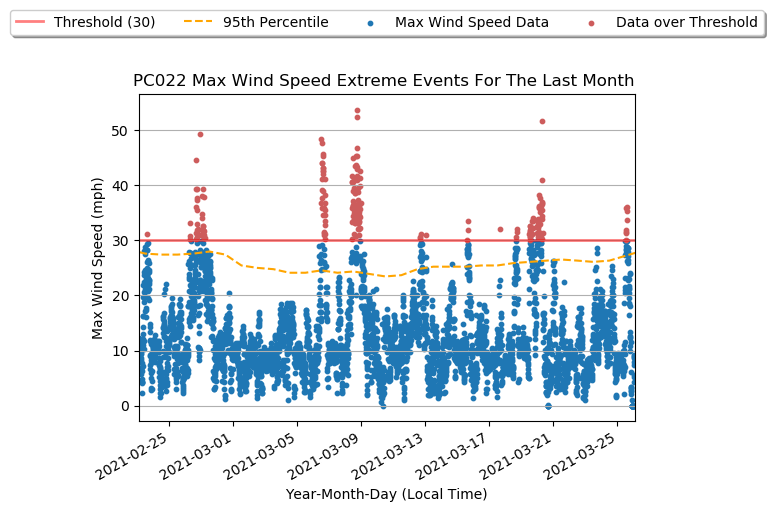 Threshold (30) 95th Percentile Max Wind Speed Data Data over Threshold
PC022 Max Wind Speed Extreme Events For The Last Month
Max Wind Speed (mph)
50
40
30
20
10
0
2021-02-25 2021-03-01 2021-03-05 2021-03-09 2021-03-13 2021-03-17 2021-03-21 2021-03-25
Year-Month-Day (Local Time)